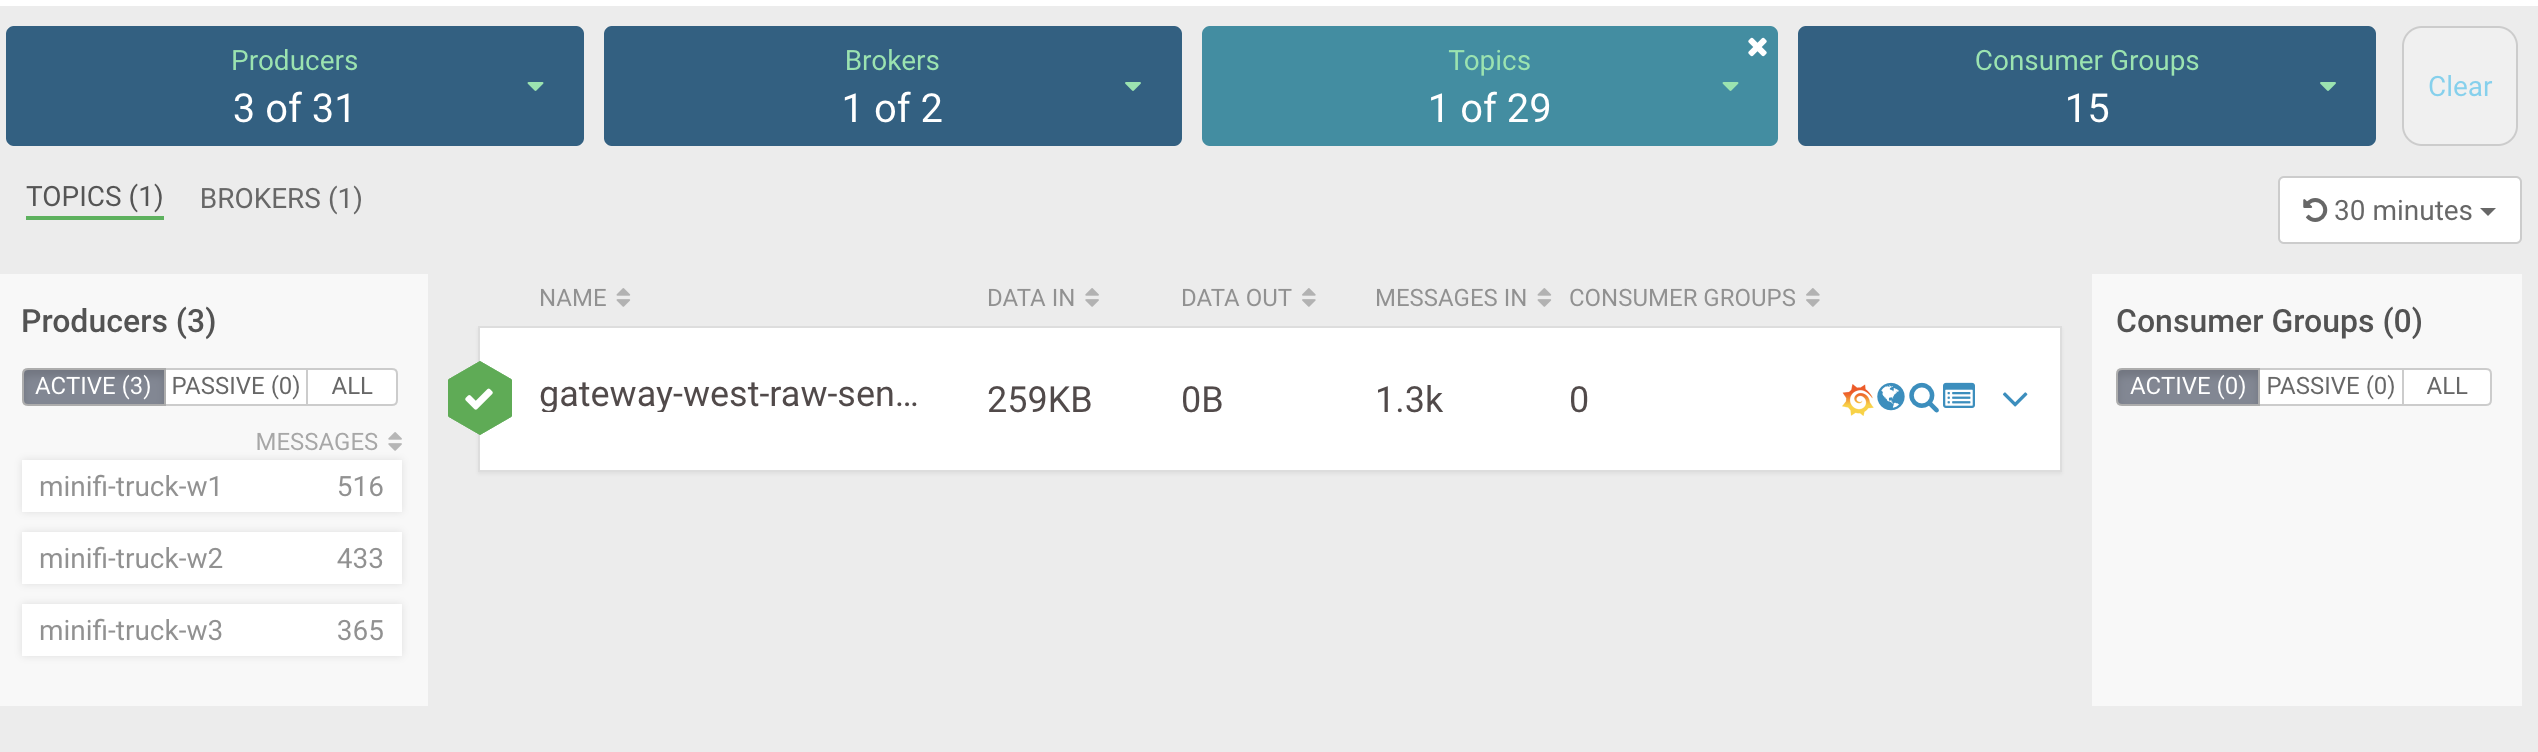 Producers
3 of 31
Brokers
1 of 2
Topics
1 of 29
Consumer Groups
15
Clear
TOPICS (1)
BROKERS (1)
30 minutes
Producers (3)
ACTIVE (3) PASSIVE (0) ALL
MESSAGES
minifi-truck-w1 516
minifi-truck-w2 433
minifi-truck-w3 365
NAME DATA IN DATA OUT MESSAGES IN CONSUMER GROUPS
gateway-west-raw-sen... 259KB 0B 1.3k 0
Consumer Groups (0)
ACTIVE (0) PASSIVE (0) ALL